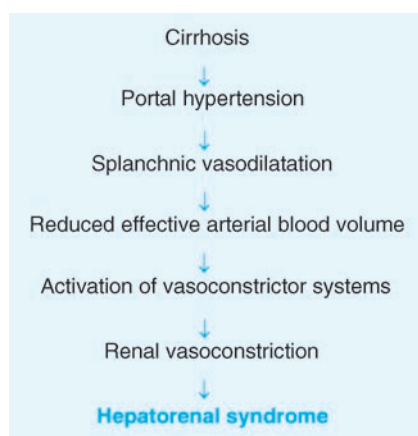 Cirrhosis
↓
Portal hypertension
↓
Splanchnic vasodilatation
↓
Reduced effective arterial blood volume
↓
Activation of vasoconstrictor systems
↓
Renal vasoconstriction
↓
Hepatorenal syndrome